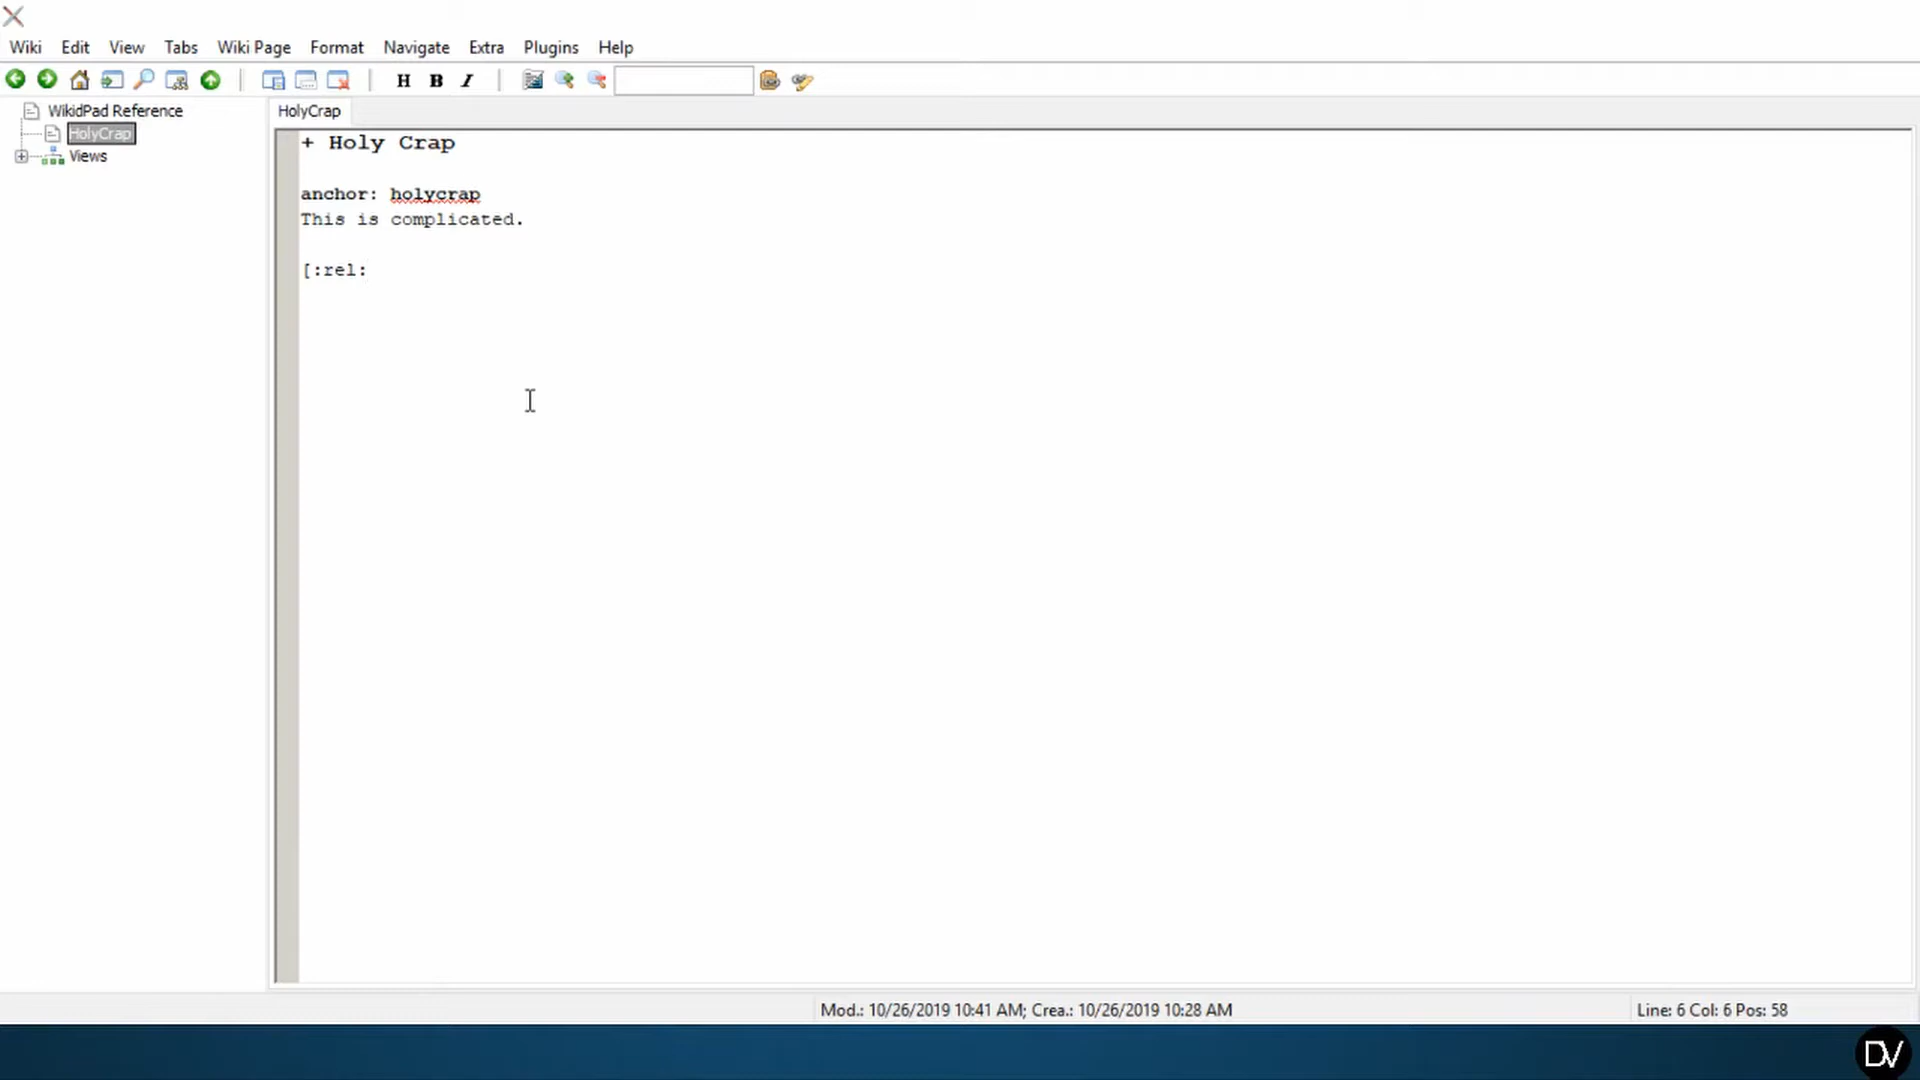 Wiki Edit View Tabs Wiki Page Format Navigate Extra Plugins Help
H B I
WikidPad Reference
HolyCrap
Views
HolyCrap
+ Holy Crap
anchor: holycrap
This is complicated.
[:rel:
Mod.: 10/26/2019 10:41 AM; Crea.: 10/26/2019 10:28 AM
Line: 6 Col: 6 Pos: 58
DV